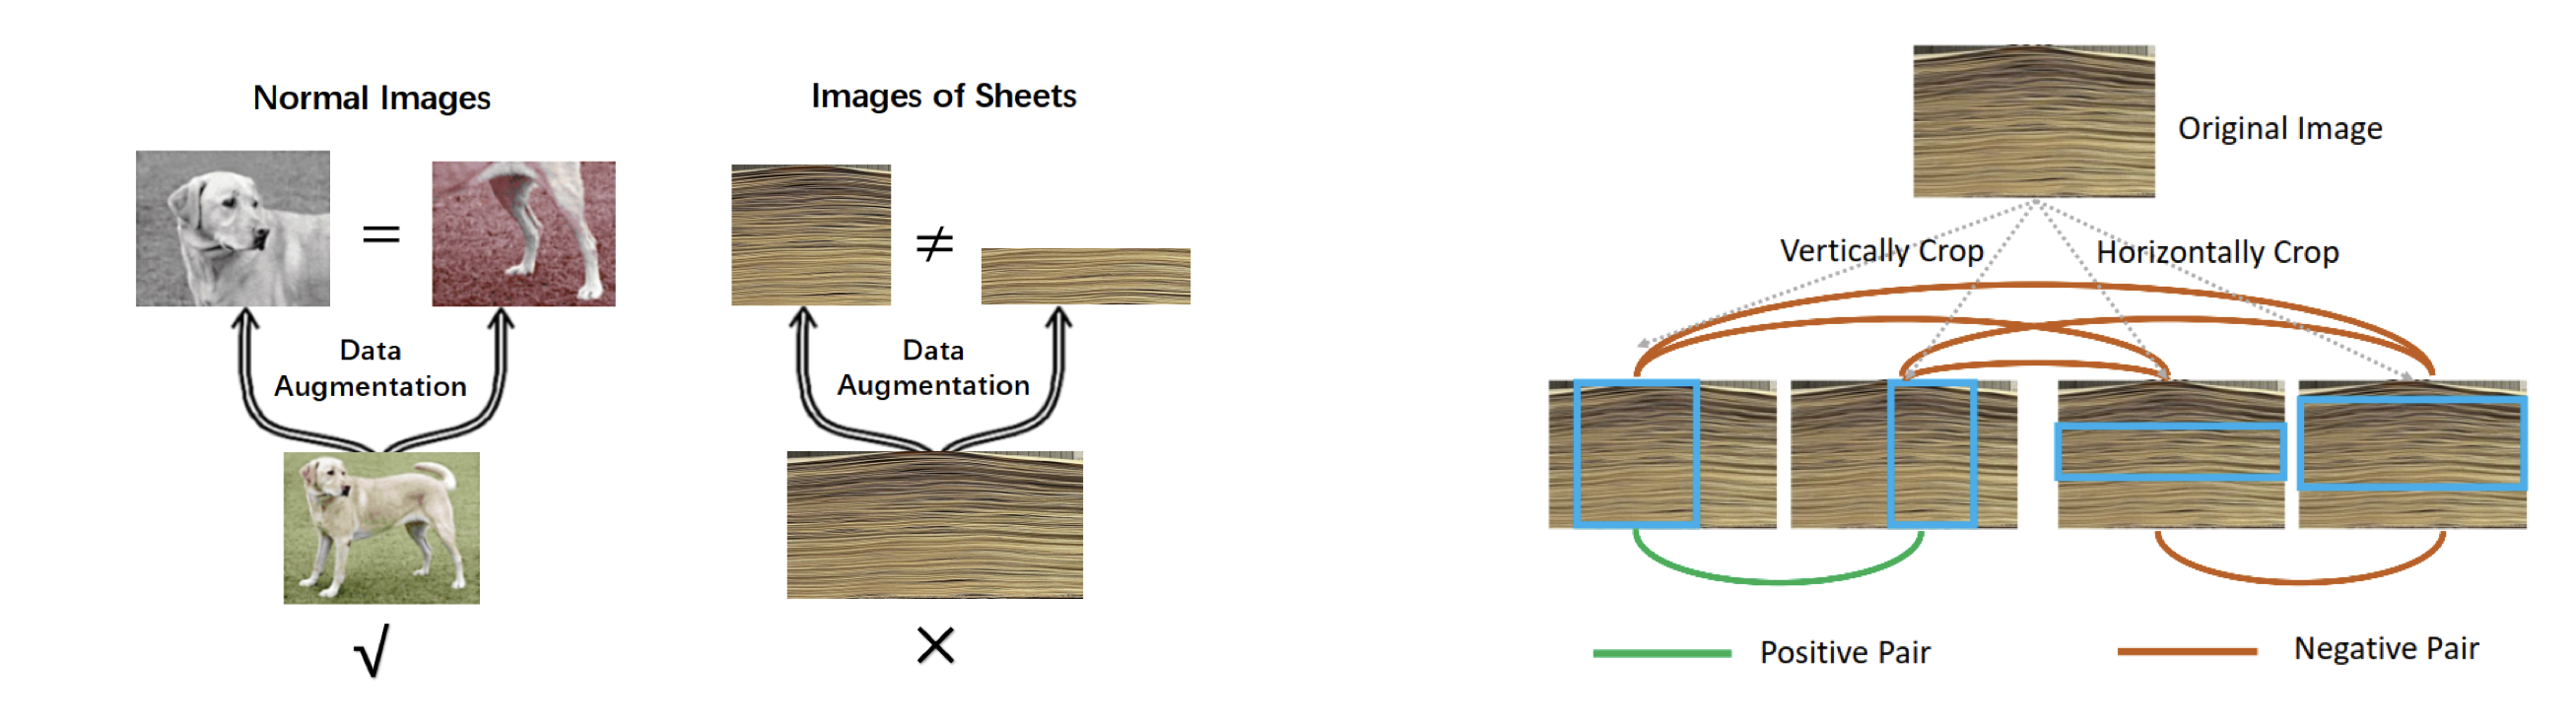 Normal Images
Images of Sheets
=
≠
Data
Augmentation
Data
Augmentation
√
×
Original Image
Vertically Crop
Horizontally Crop
Positive Pair
Negative Pair